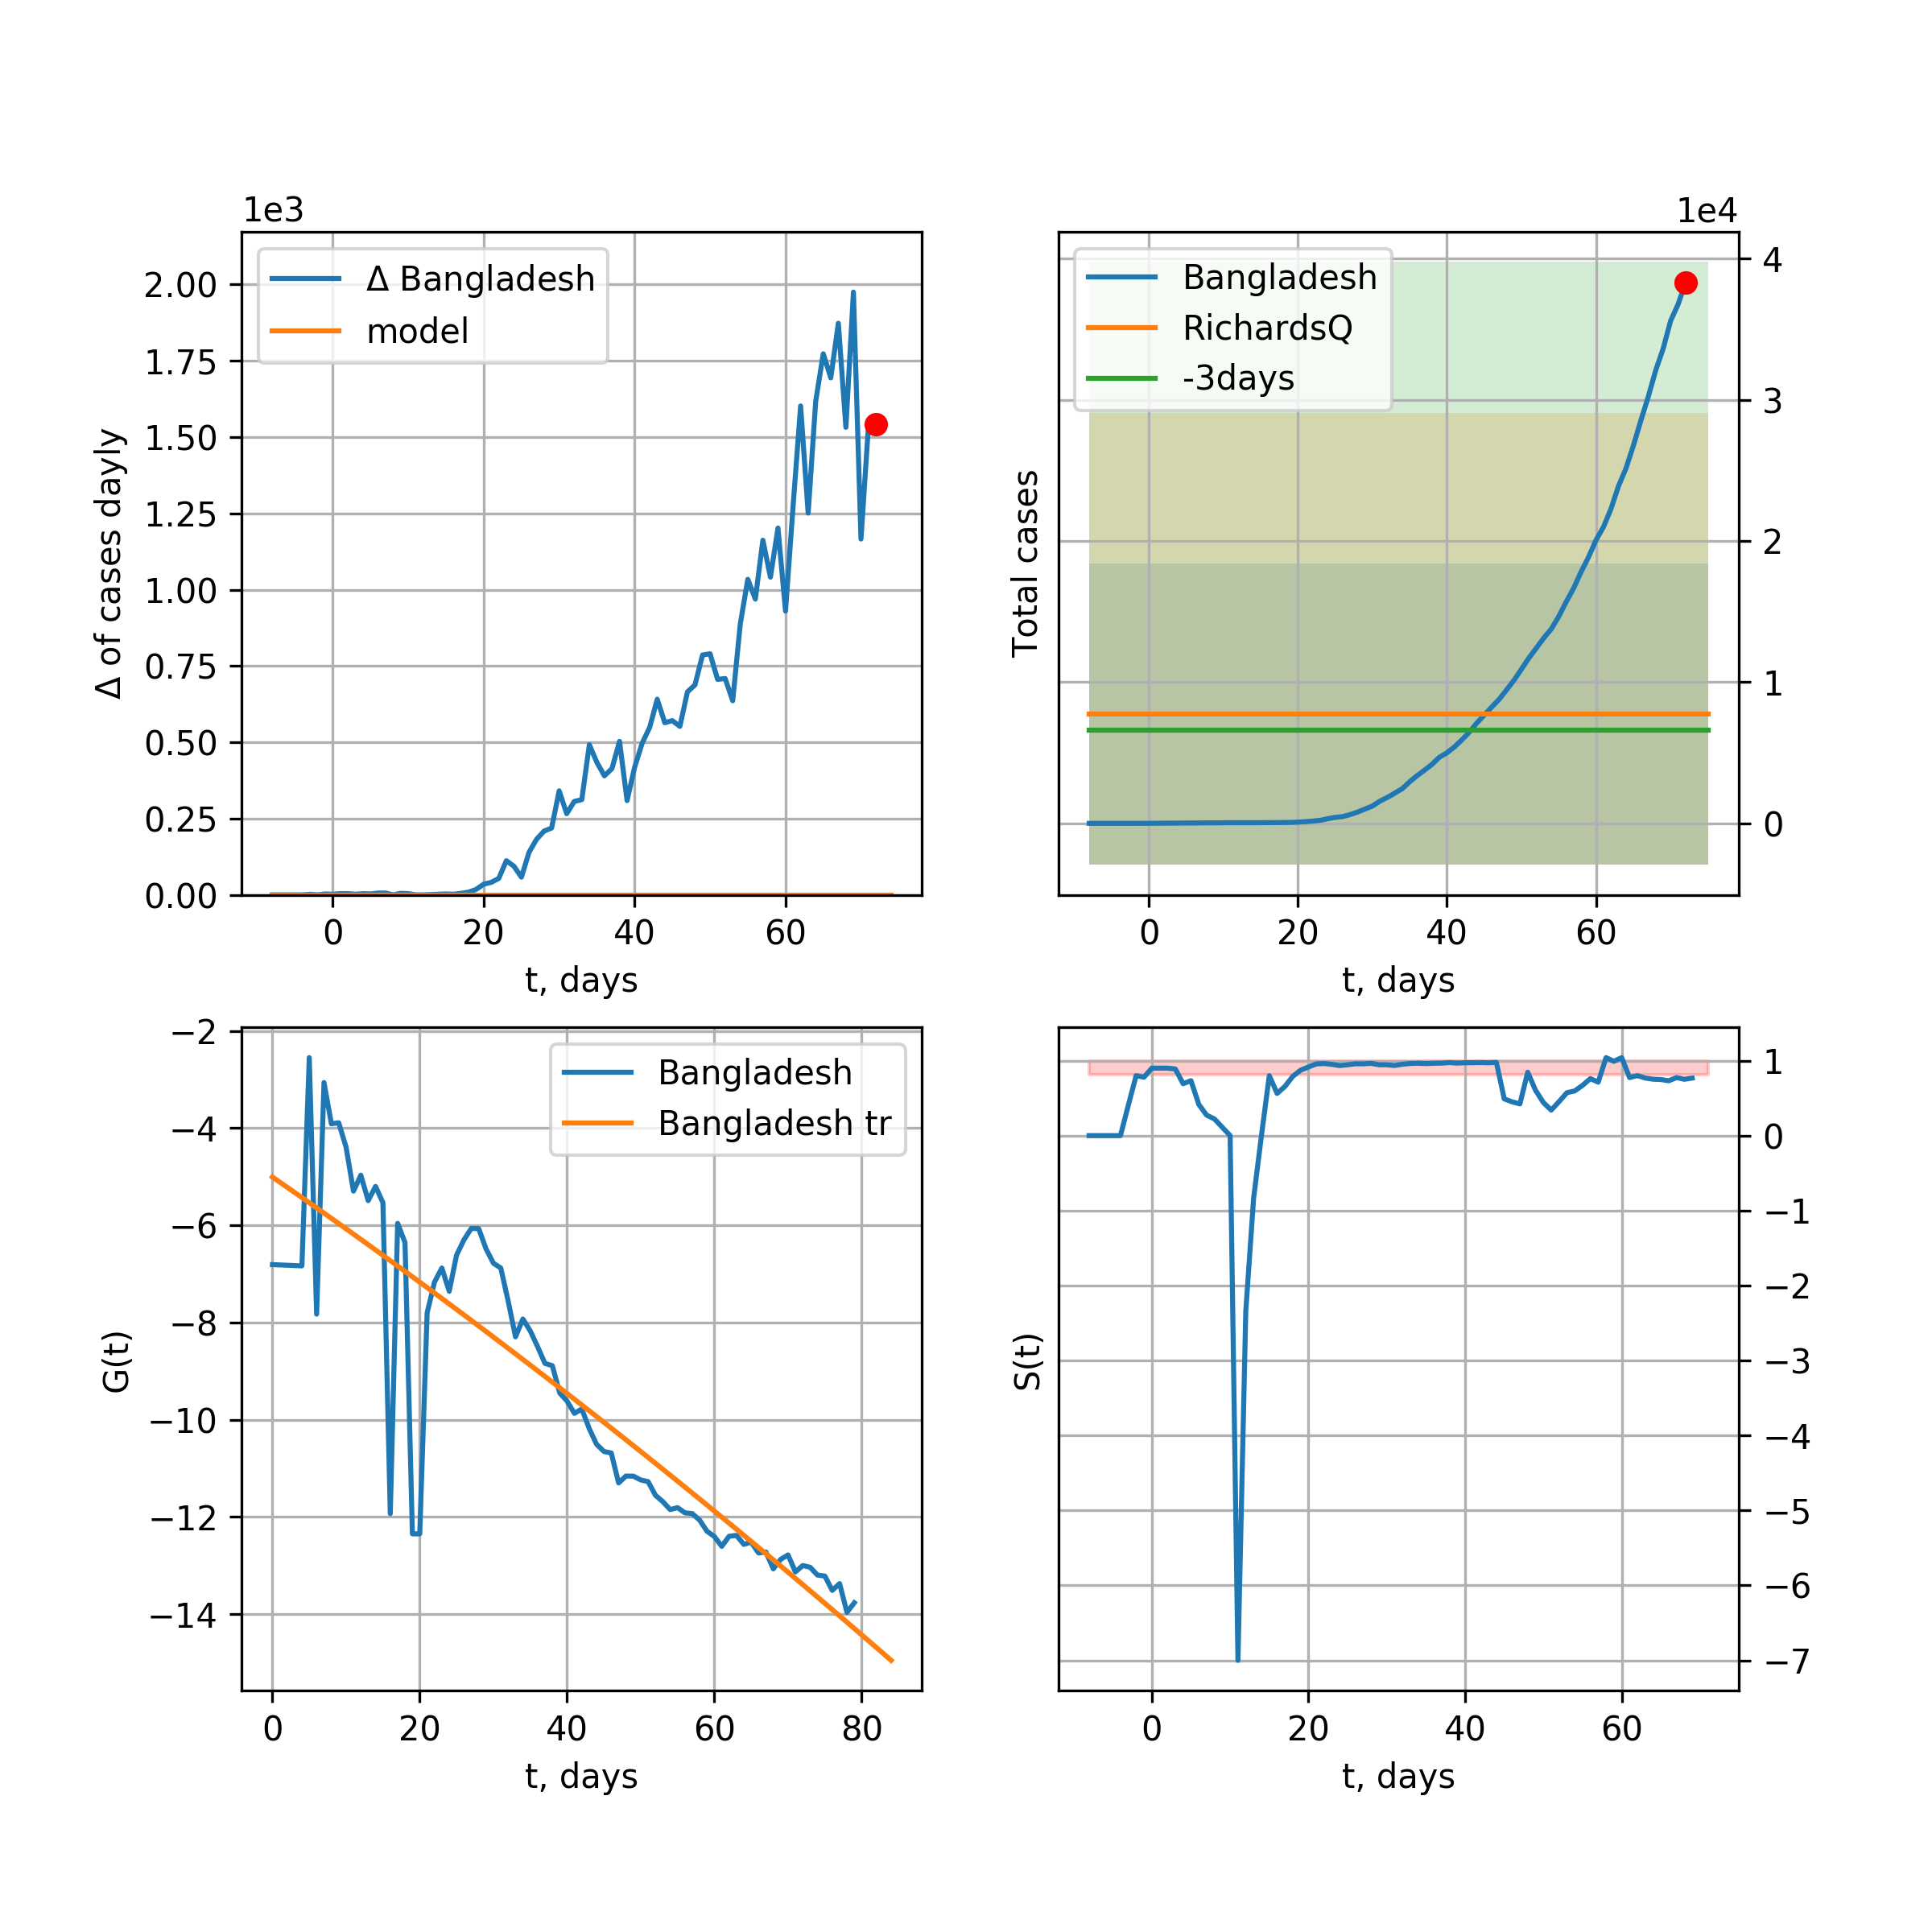 1e3
Δ Bangladesh
model
2.00
1.75
1.50
1.25
1.00
0.75
0.50
0.25
0.00
Δ of cases dayly
0 20 40 60
t, days
1e4
Bangladesh
RichardsQ
-3days
4
3
2
1
0
Total cases
0 20 40 60
t, days
Bangladesh
Bangladesh tr
−2
−4
−6
−8
−10
−12
−14
G(t)
0 20 40 60 80
t, days
1
0
−1
−2
−3
−4
−5
−6
−7
S(t)
0 20 40 60
t, days